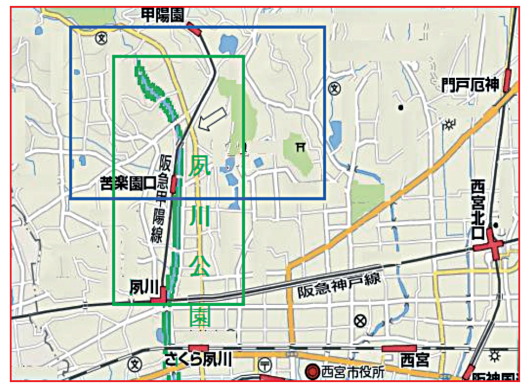 甲陽園
門戸厄神
苦楽園口
阪急甲陽線
夙川公園
西宮北口
夙川
阪急神戸線
さくら夙川
西宮
西宮市役所
阪神国